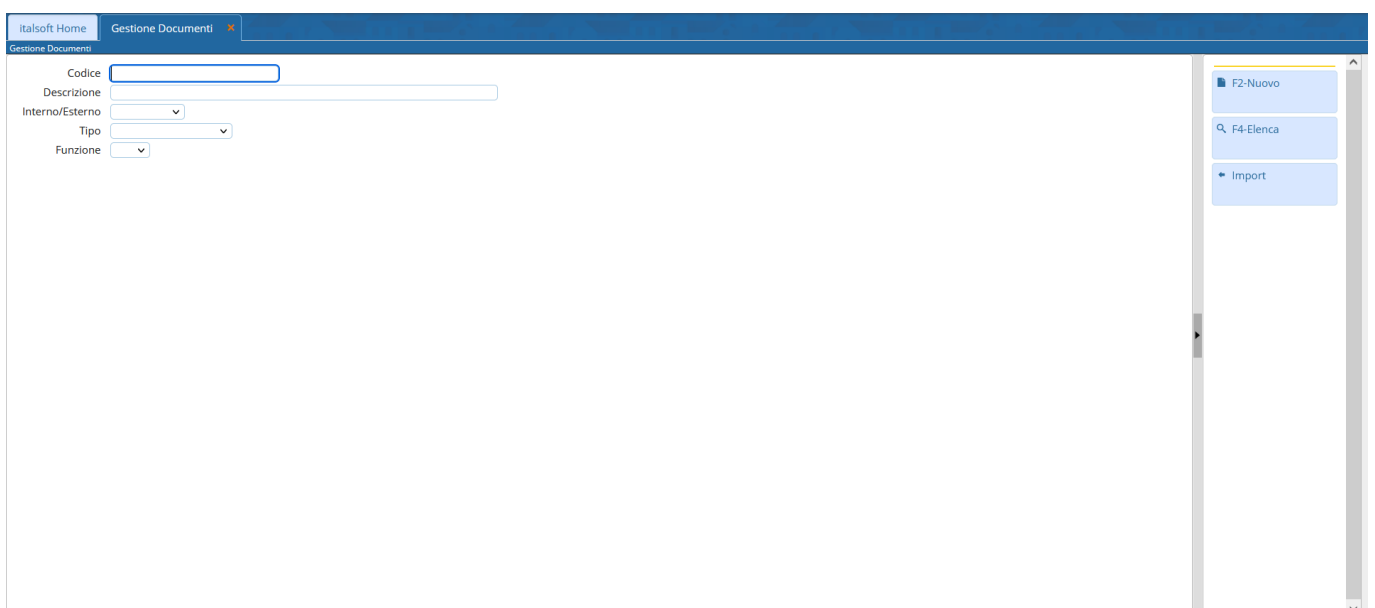 italsoft Home
Gestione Documenti
Gestione Documenti
Codice
Descrizione
Interno/Esterno
Tipo
Funzione
F2-Nuovo
F4-Elenca
Import